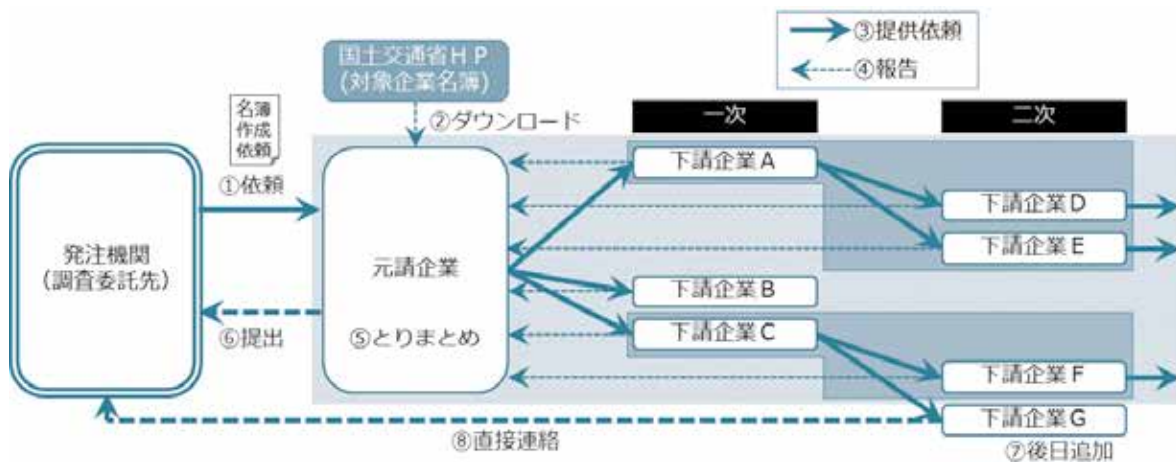 国土交通省ＨＰ
(対象企業名簿)
③提供依頼
④報告
名簿
作成
依頼
②ダウンロード
一次
二次
①依頼
下請企業Ａ
下請企業Ｄ
下請企業Ｅ
発注機関
（調査委託先）
元請企業
下請企業Ｂ
⑥提出
⑤とりまとめ
下請企業Ｃ
下請企業Ｆ
下請企業Ｇ
⑧直接連絡
⑦後日追加